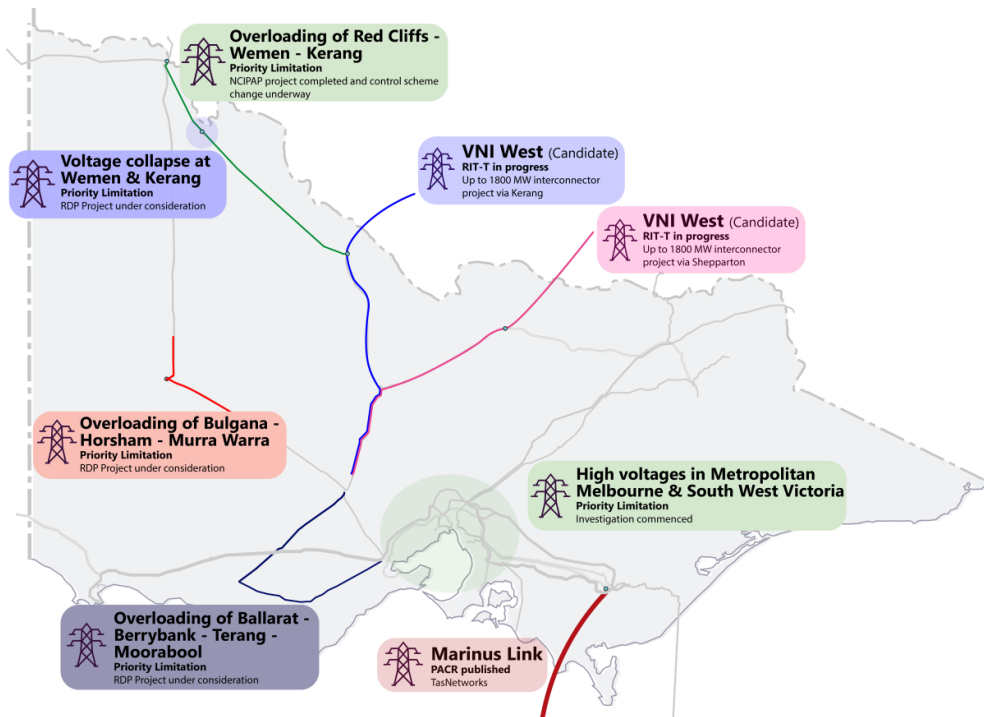 Overloading of Red Cliffs -
Wemen - Kerang
Priority Limitation
NCIPAP project completed and control scheme
change underway
Voltage collapse at
Wemen & Kerang
Priority Limitation
RDP Project under consideration
VNI West (Candidate)
RIT-T in progress
Up to 1800 MW interconnector
project via Kerang
VNI West (Candidate)
RIT-T in progress
Up to 1800 MW interconnector
project via Shepparton
Overloading of Bulgana -
Horsham - Murra Warra
Priority Limitation
RDP Project under consideration
High voltages in Metropolitan
Melbourne & South West Victoria
Priority Limitation
Investigation commenced
Overloading of Ballarat -
Berrybank - Terang -
Moorabool
Priority Limitation
RDP Project under consideration
Marinus Link
PACR published
TasNetworks